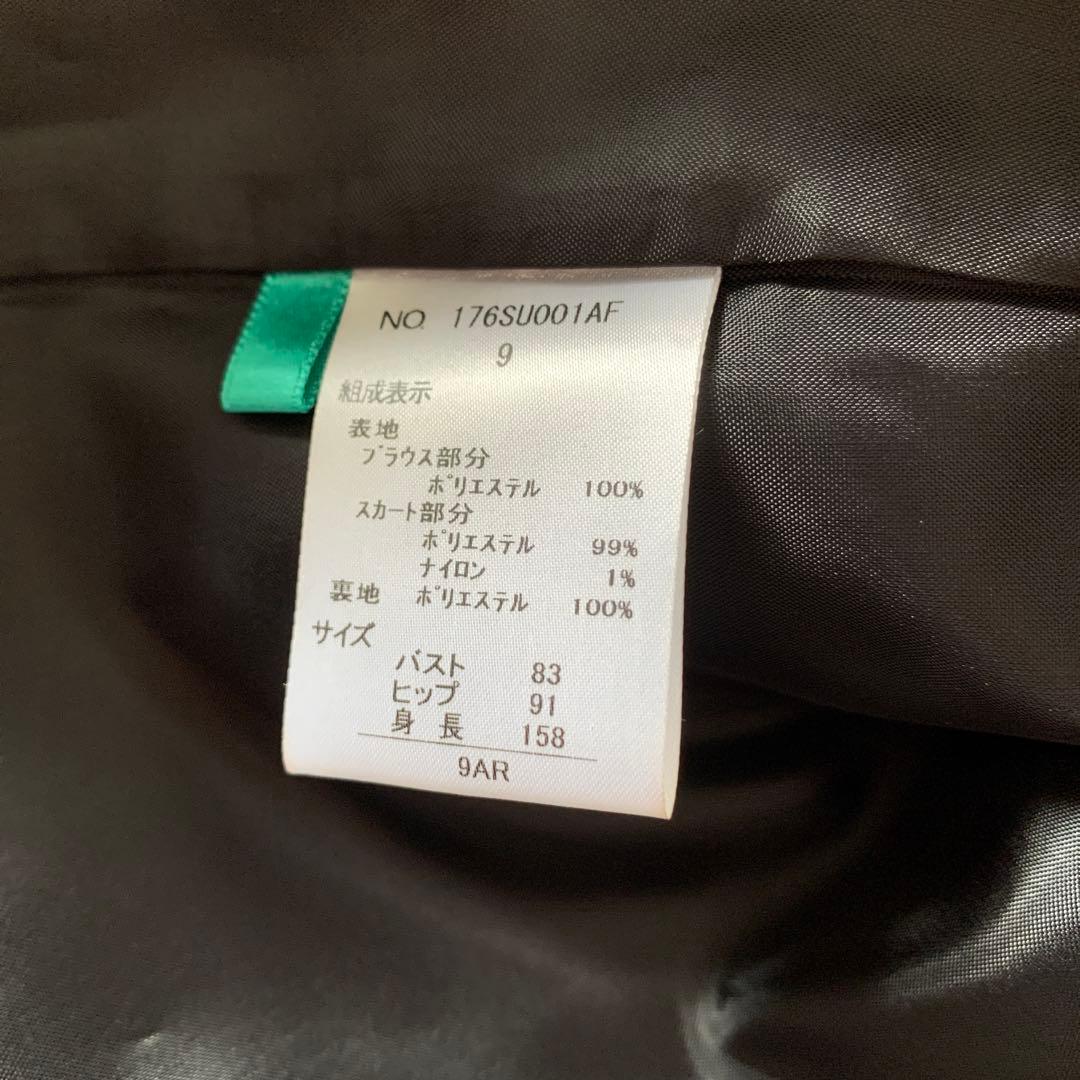 NO. 176SU001AF
9
組成表示
表地
ブラウス部分
ポリエステル 100%
スカート部分
ポリエステル 99%
ナイロン 1%
裏地 ポリエステル 100%
サイズ
バスト 83
ヒップ 91
身長 158
9AR